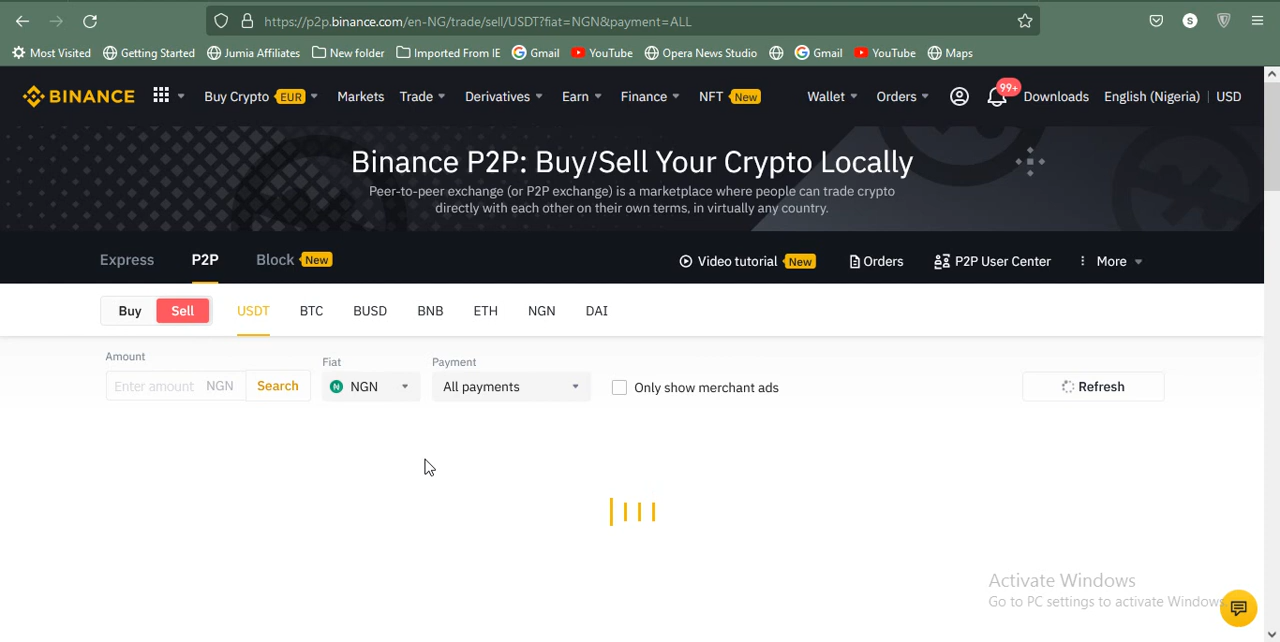 https://p2p.binance.com/en-NG/trade/sell/USDT?fiat=NGN&payment=ALL S
Most Visited Getting Started Jumia Affiliates New folder Imported From IE Gmail YouTube Opera News Studio Gmail YouTube Maps
BINANCE Buy Crypto EUR Markets Trade Derivatives Earn Finance NFT New Wallet Orders 99+ Downloads English (Nigeria) | USD
Binance P2P: Buy/Sell Your Crypto Locally
Peer-to-peer exchange (or P2P exchange) is a marketplace where people can trade crypto
directly with each other on their own terms, in virtually any country.
Express P2P Block New Video tutorial New Orders P2P User Center More
Buy Sell USDT BTC BUSD BNB ETH NGN DAI
Amount Fiat Payment
Enter amount NGN Search N NGN All payments Only show merchant ads Refresh
Activate Windows
Go to PC settings to activate Windows.